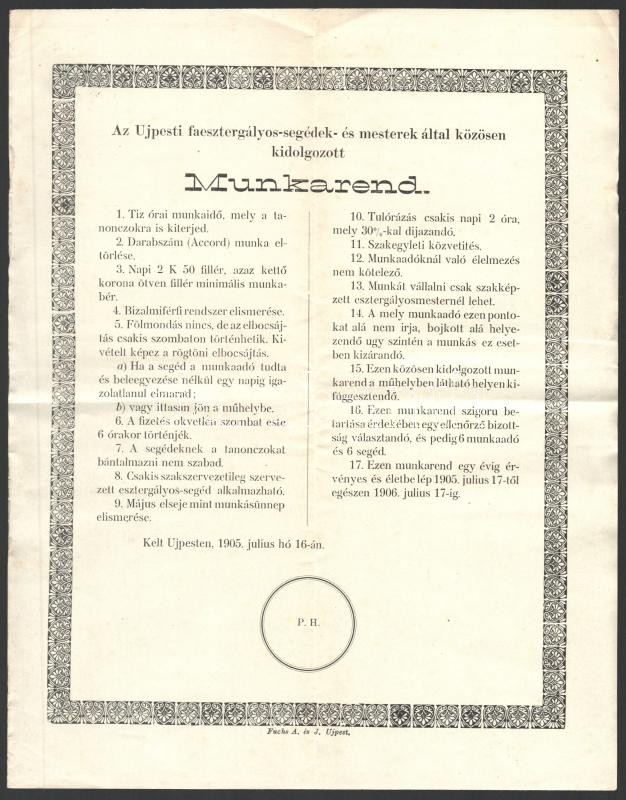 Az Ujpesti faesztergályos-segédek- és mesterek által közösen
kidolgozott
Munkarend.
1. Tiz órai munkaidő, mely a ta-
nonczokra is kiterjed.
2. Darabszám (Accord) munka el-
törlése.
3. Napi 2 K 50 fillér, azaz kettő
korona ötven fillér minimális munka-
bér.
4. Bizalmiférfi rendszer elismerése.
5. Fölmondás nincs, de az elbocsáj-
tás csakis szombaton történhetik. Ki-
vételt képez a rögtöni elbocsájtás.
a) Ha a segéd a munkaadó tudta
és beleegyezése nélkül egy napig iga-
zolatlanul elmarad;
b) vagy ittasan jön a műhelybe.
6. A fizetés okvetlen szombat este
6 órakor történjék.
7. A segédeknek a tanonczokat
bántalmazni nem szabad.
8. Csakis szakszervezetileg szerve-
zett esztergályos-segéd alkalmazható.
9. Május elseje mint munkásünnep
elismerése.
10. Tulórázás csakis napi 2 óra,
mely 30%-kal dijazandó.
11. Szakegyleti közvetités.
12. Munkaadóknál való élelmezés
nem kötelező.
13. Munkát vállalni csak szakkép-
zett esztergályosmesternél lehet.
14. A mely munkaadó ezen ponto-
kat alá nem irja, bojkott alá helye-
zendő ugy szintén a munkás ez eset-
ben kizárandó.
15. Ezen közösen kidolgozott mun-
karend a műhelyben látható helyen ki-
függesztendő.
16. Ezen munkarend szigoru be-
tartása érdekében egy ellenőrző bizott-
ság választandó, és pedig 6 munkaadó
és 6 segéd.
17. Ezen munkarend egy évig ér-
vényes és életbe lép 1905. julius 17-től
egészen 1906. julius 17-ig.
Kelt Ujpesten, 1905. julius hó 16-án.
P. H.
Fuchs A. és J. Ujpest.